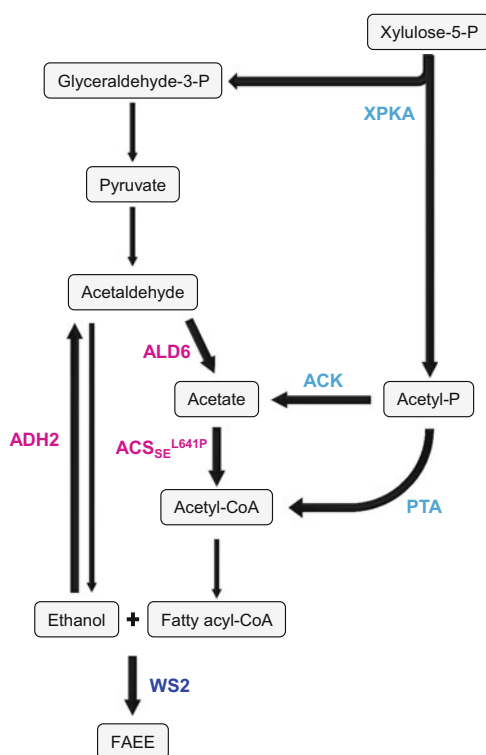 Xylulose-5-P
Glyceraldehyde-3-P
XPKA
Pyruvate
Acetaldehyde
ALD6
ACK
Acetate
Acetyl-P
ADH2
ACS_SE^L641P
Acetyl-CoA
PTA
Ethanol + Fatty acyl-CoA
WS2
FAEE